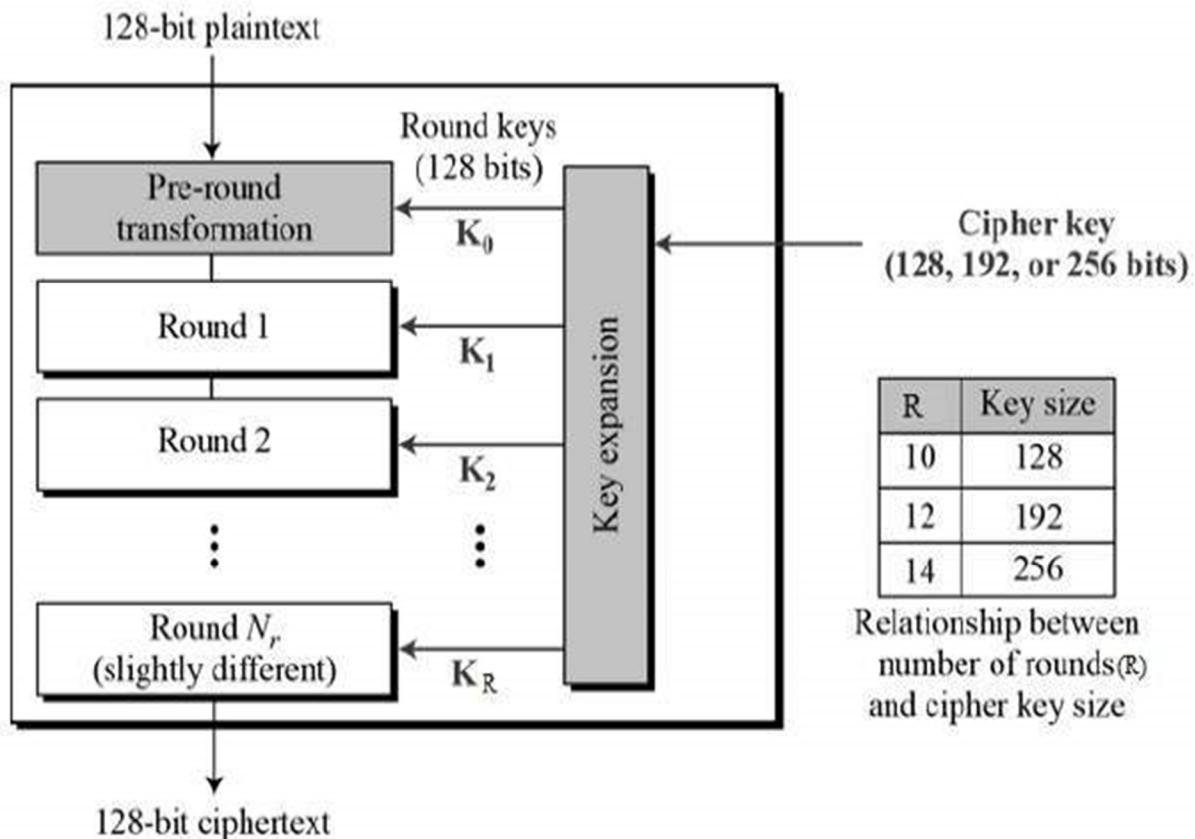 128-bit plaintext
Round keys
(128 bits)
Pre-round
transformation
K0
Cipher key
(128, 192, or 256 bits)
Round 1
K1
Key expansion
Round 2
K2
R Key size
10 128
12 192
14 256
Relationship between
number of rounds(R)
and cipher key size
Round Nr
(slightly different)
KR
128-bit ciphertext